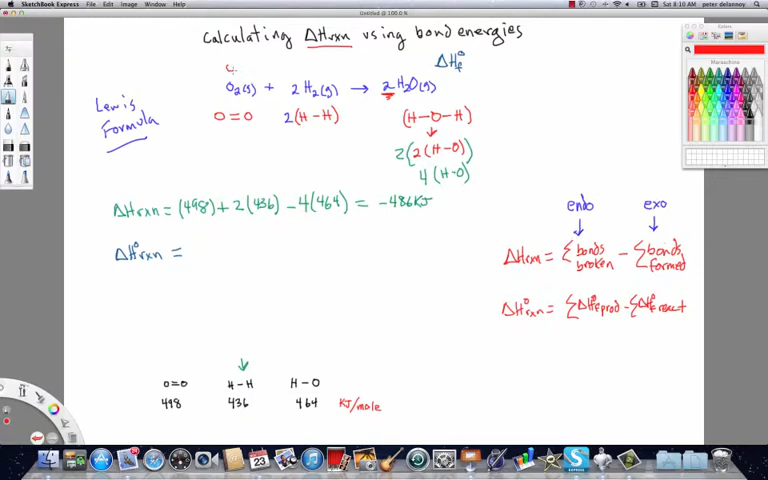 SketchBook Express File Edit Image Window Help Sat 8:10 AM peter delannoy
Untitled @ 100.0 %
Calculating ΔHrxn using bond energies
ΔH°f
O2(g) + 2 H2(g) → 2 H2O(g)
Lewis
Formula
O=O 2(H-H) (H-O-H)
2(2(H-O))
4(H-O)
ΔHrxn = (498) + 2(436) - 4(464) = -486KJ
ΔH°rxn =
endo exo
ΔHrxn = Σ bonds broken - Σ bonds formed
ΔH°rxn = ΣΔH°f prod - ΣΔH°f react
O=O H-H H-O
498 436 464 KJ/mole
Colors
Maraschino
23